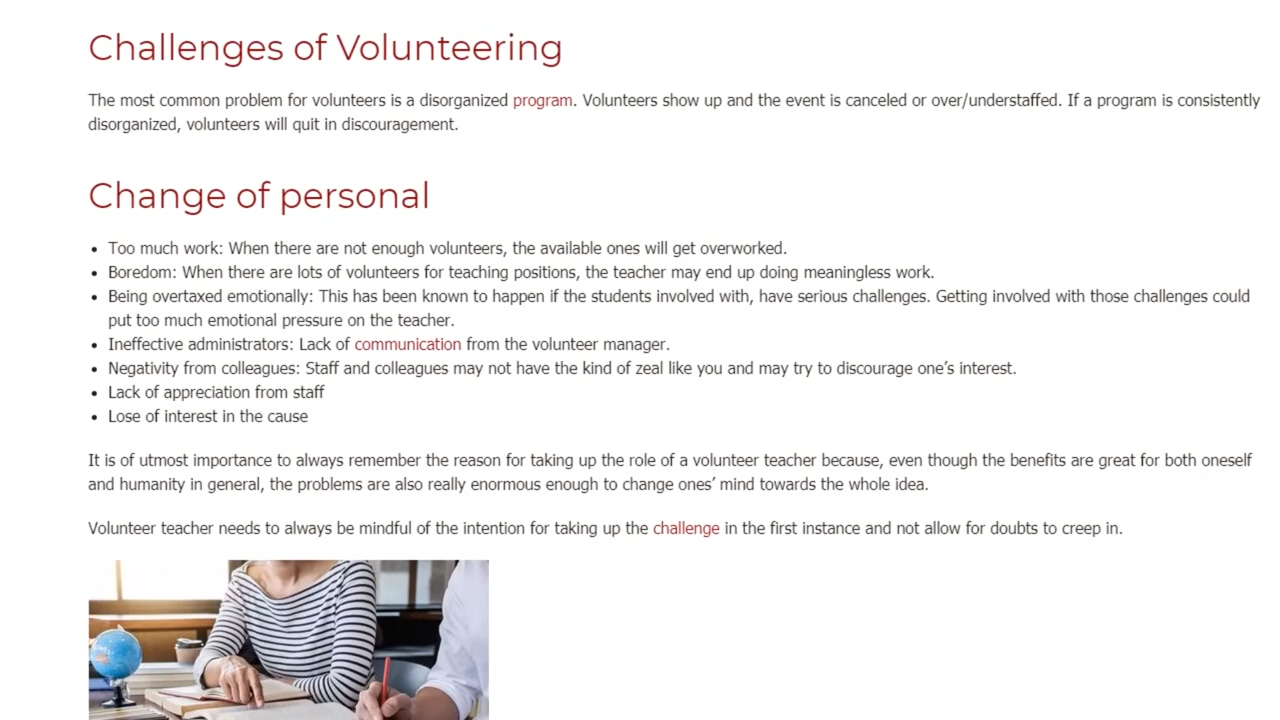 Challenges of Volunteering
The most common problem for volunteers is a disorganized program. Volunteers show up and the event is canceled or over/understaffed. If a program is consistently
disorganized, volunteers will quit in discouragement.
Change of personal
• Too much work: When there are not enough volunteers, the available ones will get overworked.
• Boredom: When there are lots of volunteers for teaching positions, the teacher may end up doing meaningless work.
• Being overtaxed emotionally: This has been known to happen if the students involved with, have serious challenges. Getting involved with those challenges could
put too much emotional pressure on the teacher.
• Ineffective administrators: Lack of communication from the volunteer manager.
• Negativity from colleagues: Staff and colleagues may not have the kind of zeal like you and may try to discourage one’s interest.
• Lack of appreciation from staff
• Lose of interest in the cause
It is of utmost importance to always remember the reason for taking up the role of a volunteer teacher because, even though the benefits are great for both oneself
and humanity in general, the problems are also really enormous enough to change ones’ mind towards the whole idea.
Volunteer teacher needs to always be mindful of the intention for taking up the challenge in the first instance and not allow for doubts to creep in.